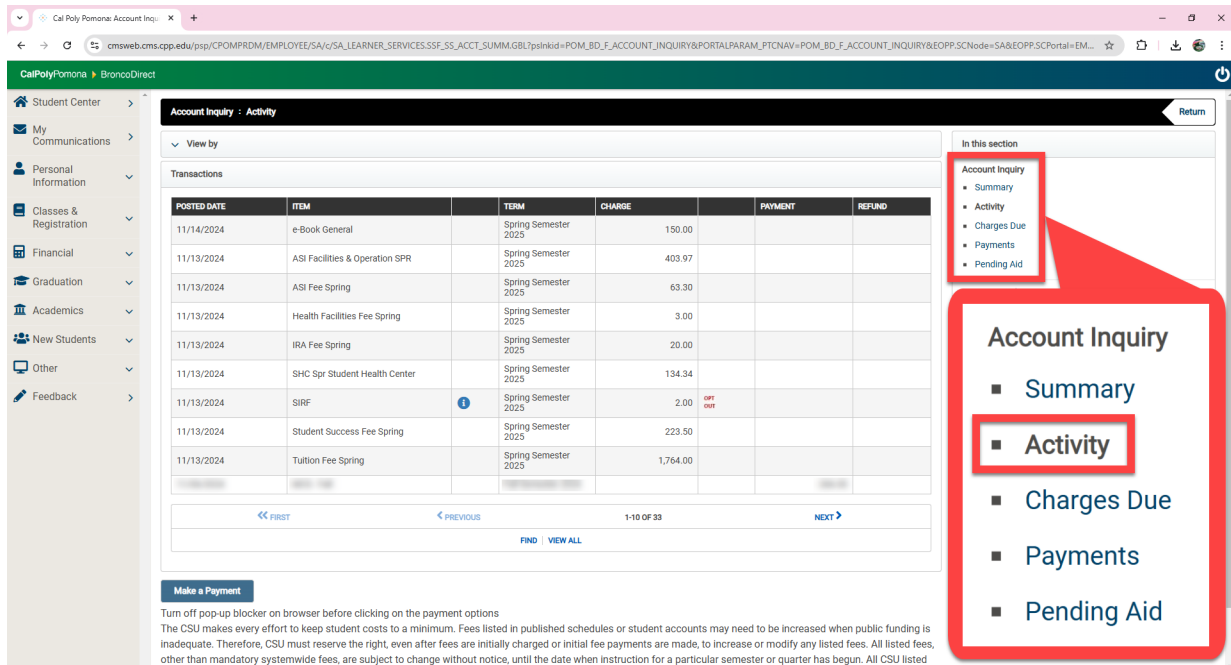 Cal Poly Pomona: Account Inqu
cmsweb.cms.cpp.edu/psp/CPOMPRDM/EMPLOYEE/SA/c/SA_LEARNER_SERVICES.SSF_SS_ACCT_SUMM.GBL?pslnkid=POM_BD_F_ACCOUNT_INQUIRY&PORTALPARAM_PTCNAV=POM_BD_F_ACCOUNT_INQUIRY&EOPP.SCNode=SA&EOPP.SCPortal=EM...
CalPolyPomona BroncoDirect
Student Center
My
Communications
Personal
Information
Classes &
Registration
Financial
Graduation
Academics
New Students
Other
Feedback
Account Inquiry : Activity
Return
View by
Transactions
POSTED DATE ITEM TERM CHARGE PAYMENT REFUND
11/14/2024 e-Book General Spring Semester 2025 150.00
11/13/2024 ASI Facilities & Operation SPR Spring Semester 2025 403.97
11/13/2024 ASI Fee Spring Spring Semester 2025 63.30
11/13/2024 Health Facilities Fee Spring Spring Semester 2025 3.00
11/13/2024 IRA Fee Spring Spring Semester 2025 20.00
11/13/2024 SHC Spr Student Health Center Spring Semester 2025 134.34
11/13/2024 SIRF Spring Semester 2025 2.00 OPT OUT
11/13/2024 Student Success Fee Spring Spring Semester 2025 223.50
11/13/2024 Tuition Fee Spring Spring Semester 2025 1,764.00
FIRST PREVIOUS 1-10 OF 33 NEXT
FIND | VIEW ALL
Make a Payment
Turn off pop-up blocker on browser before clicking on the payment options
The CSU makes every effort to keep student costs to a minimum. Fees listed in published schedules or student accounts may need to be increased when public funding is
inadequate. Therefore, CSU must reserve the right, even after fees are initially charged or initial fee payments are made, to increase or modify any listed fees. All listed fees,
other than mandatory systemwide fees, are subject to change without notice, until the date when instruction for a particular semester or quarter has begun. All CSU listed
In this section
Account Inquiry
Summary
Activity
Charges Due
Payments
Pending Aid
Account Inquiry
Summary
Activity
Charges Due
Payments
Pending Aid